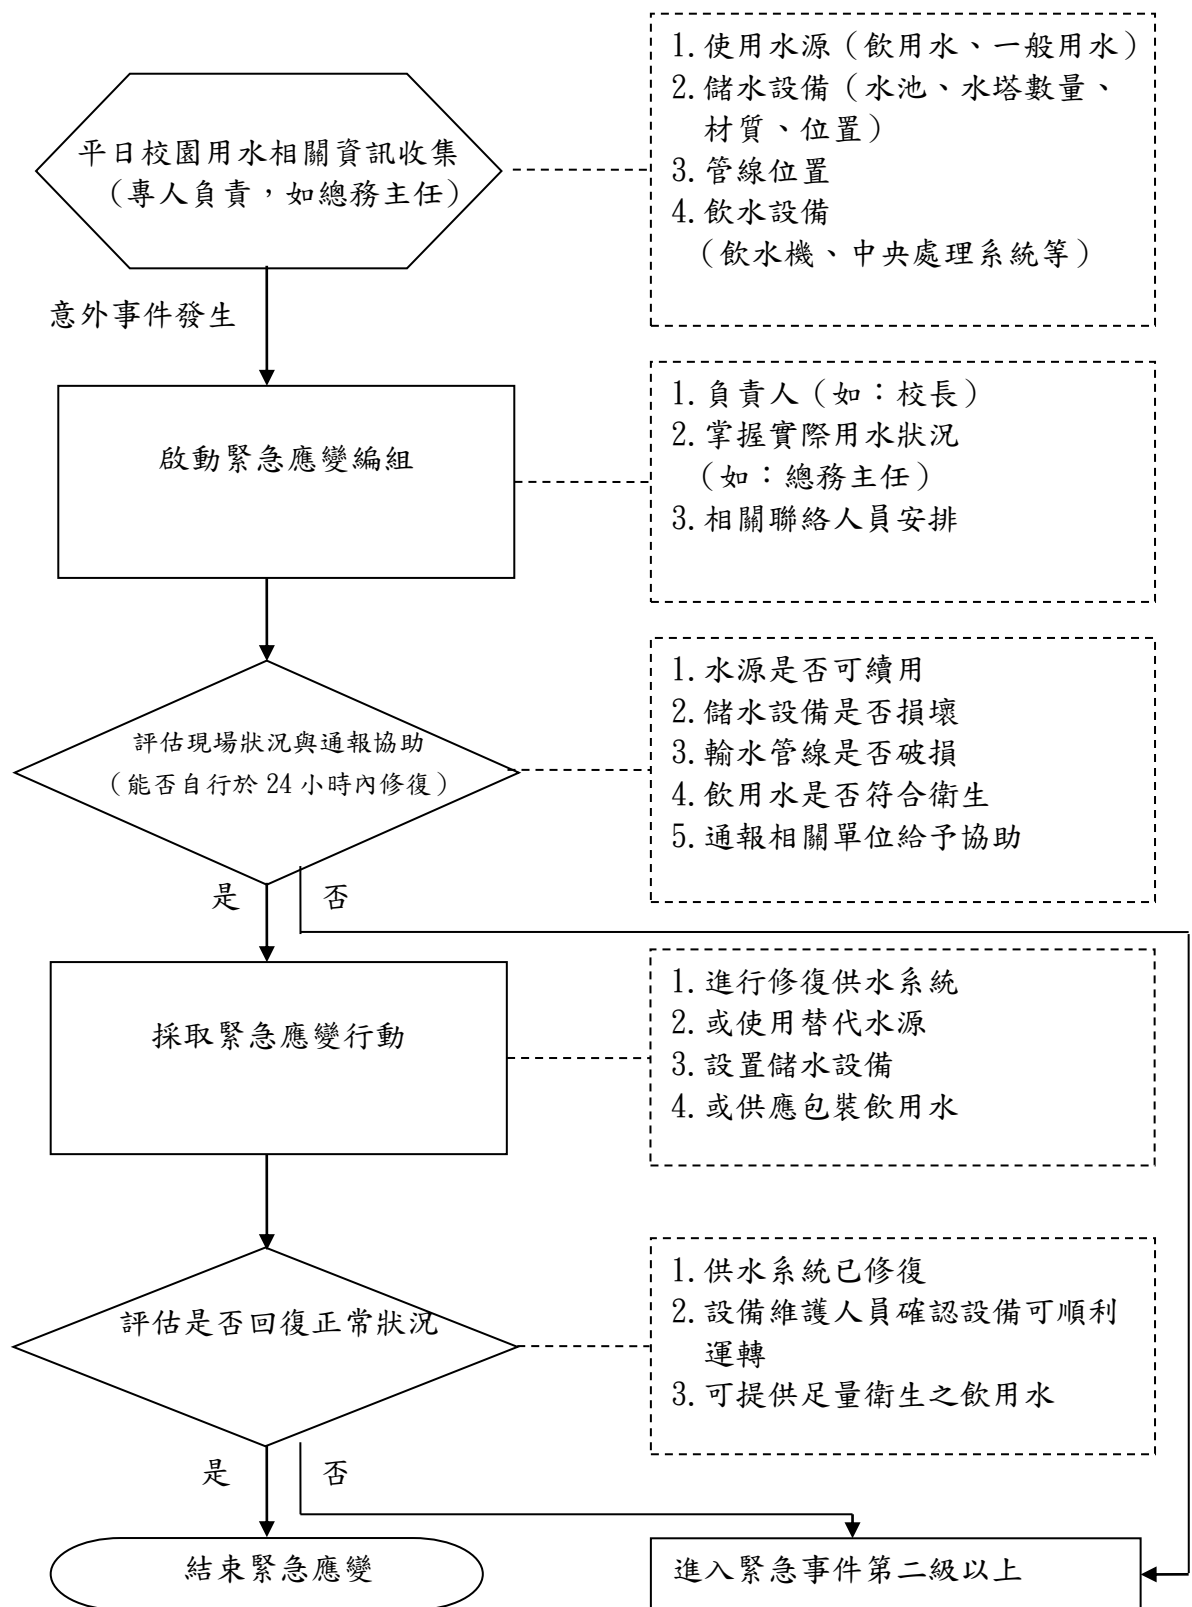 平日校園用水相關資訊收集
（專人負責，如總務主任）
1.使用水源（飲用水、一般用水）
2.儲水設備（水池、水塔數量、
材質、位置）
3.管線位置
4.飲水設備
（飲水機、中央處理系統等）
意外事件發生
啟動緊急應變編組
1.負責人（如：校長）
2.掌握實際用水狀況
（如：總務主任）
3.相關聯絡人員安排
評估現場狀況與通報協助
（能否自行於 24 小時內修復）
1.水源是否可續用
2.儲水設備是否損壞
3.輸水管線是否破損
4.飲用水是否符合衛生
5.通報相關單位給予協助
是
否
採取緊急應變行動
1.進行修復供水系統
2.或使用替代水源
3.設置儲水設備
4.或供應包裝飲用水
評估是否回復正常狀況
1.供水系統已修復
2.設備維護人員確認設備可順利
運轉
3.可提供足量衛生之飲用水
是
否
結束緊急應變
進入緊急事件第二級以上